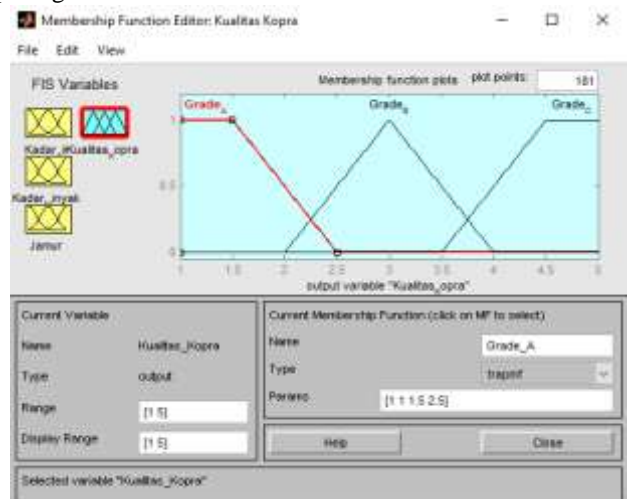 Membership Function Editor: Kualitas Kopra
File Edit View
FIS Variables
Membership function plots plot points: 181
Grade_A Grade_B Grade_C
Jamur
1
0.5
0
1 1.5 2 2.5 3 3.5 4 4.5 5
output variable "Kualitas_opra"
Current Variable
Name Kualitas_Kopra
Type output
Range [1 5]
Display Range [1 5]
Current Membership Function (click on MF to select)
Name Grade_A
Type trapmf
Params [1 1 1.5 2.5]
Help Close
Selected variable "Kualitas_Kopra"